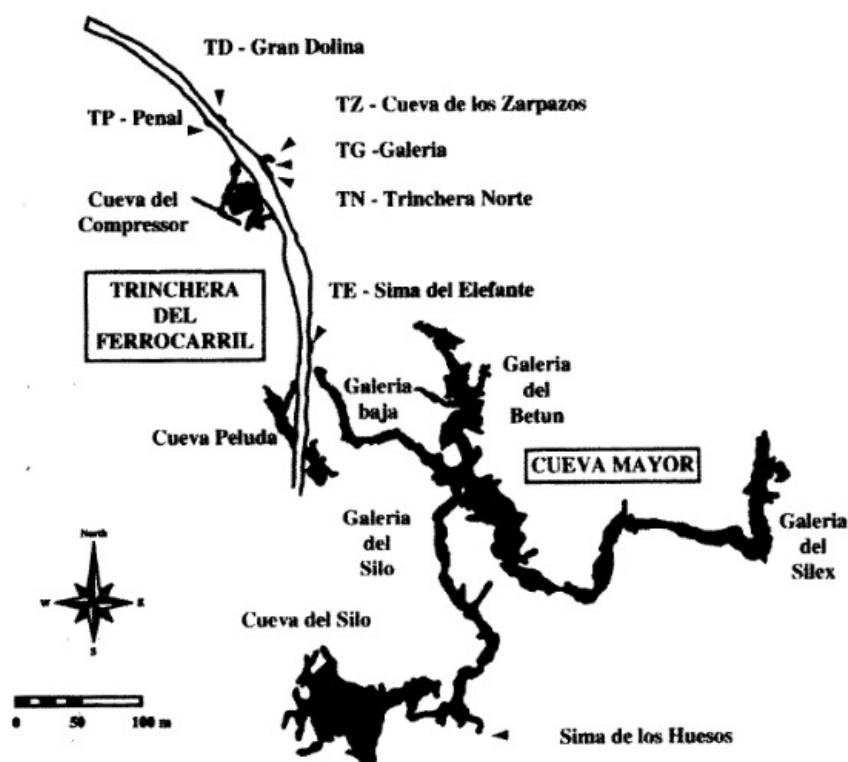 TD - Gran Dolina
TZ - Cueva de los Zarpazos
TP - Penal
TG -Galeria
TN - Trinchera Norte
Cueva del
Compressor
TRINCHERA
DEL
FERROCARRIL
TE - Sima del Elefante
Galeria
baja
Galeria
del
Betun
Cueva Peluda
CUEVA MAYOR
Galeria
del
Silo
Galeria
del
Silex
North
W
E
S
Cueva del Silo
0 50 100 m
Sima de los Huesos